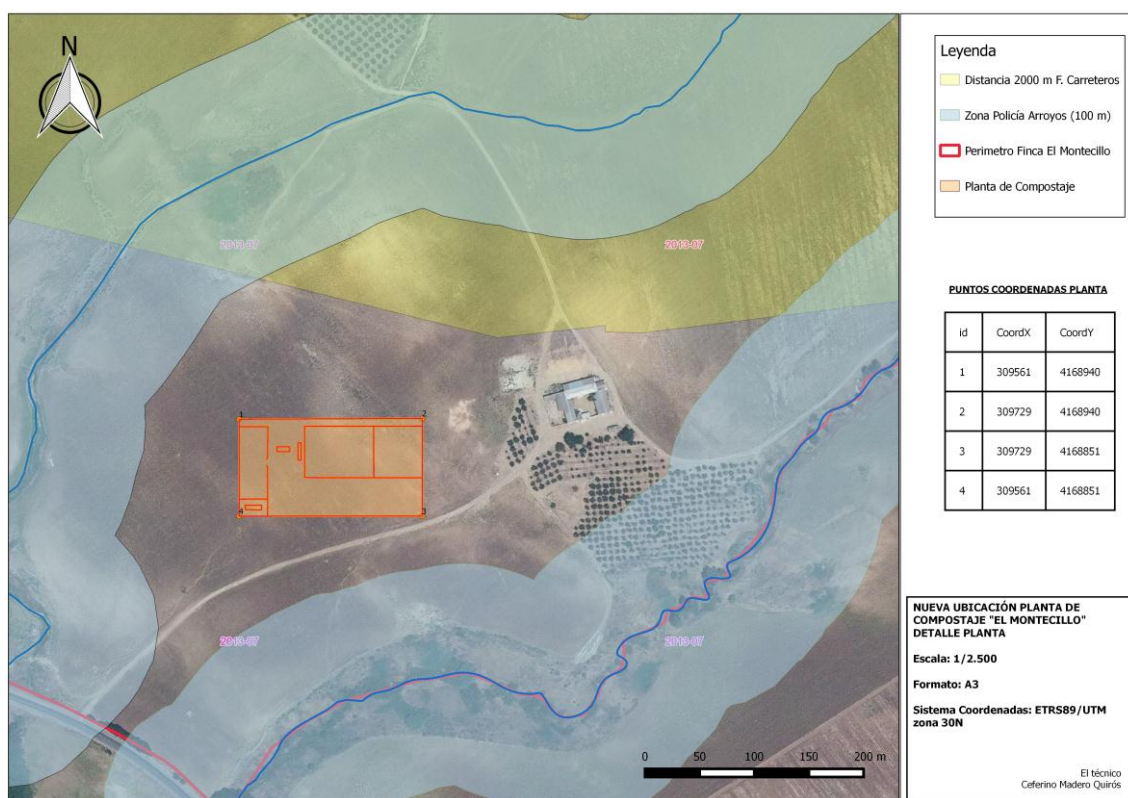 N
2013-07
2013-07
1
2
4
3
2013-07
2013-07
0 50 100 150 200 m
Leyenda
Distancia 2000 m F. Carreteros
Zona Policía Arroyos (100 m)
Perimetro Finca El Montecillo
Planta de Compostaje
PUNTOS COORDENADAS PLANTA
id CoordX CoordY
1 309561 4168940
2 309729 4168940
3 309729 4168851
4 309561 4168851
NUEVA UBICACIÓN PLANTA DE
COMPOSTAJE "EL MONTECILLO"
DETALLE PLANTA
Escala: 1/2.500
Formato: A3
Sistema Coordenadas: ETRS89/UTM
zona 30N
El técnico
Ceferino Madero Quirós